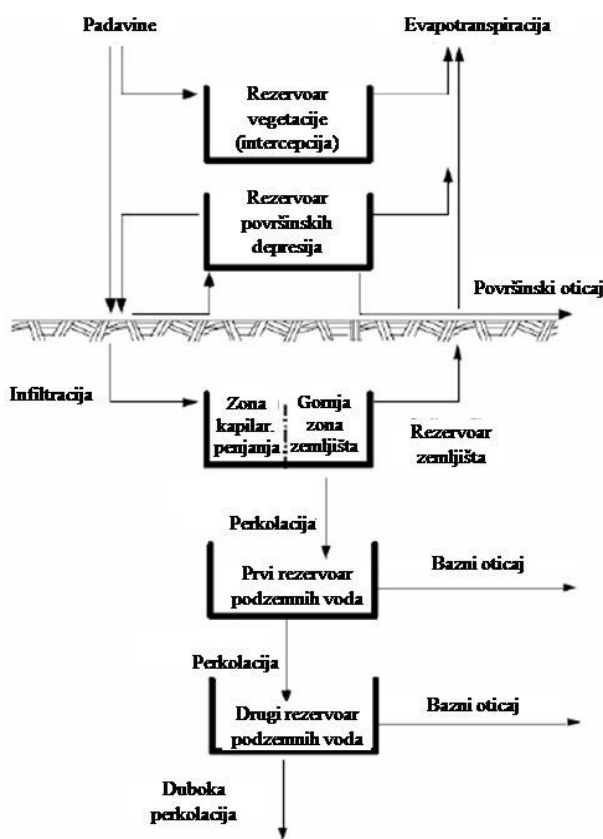 Padavine
Evapotranspiracija
Rezervoar
vegetacije
(intercepcija)
Rezervoar
površinskih
depresija
Površinski oticaj
Infiltracija
Zona
kapilar.
penjanja
Gornja
zona
zemljišta
Rezervoar
zemljišta
Perkolacija
Prvi rezervoar
podzemnih voda
Bazni oticaj
Perkolacija
Drugi rezervoar
podzemnih voda
Bazni oticaj
Duboka
perkolacija